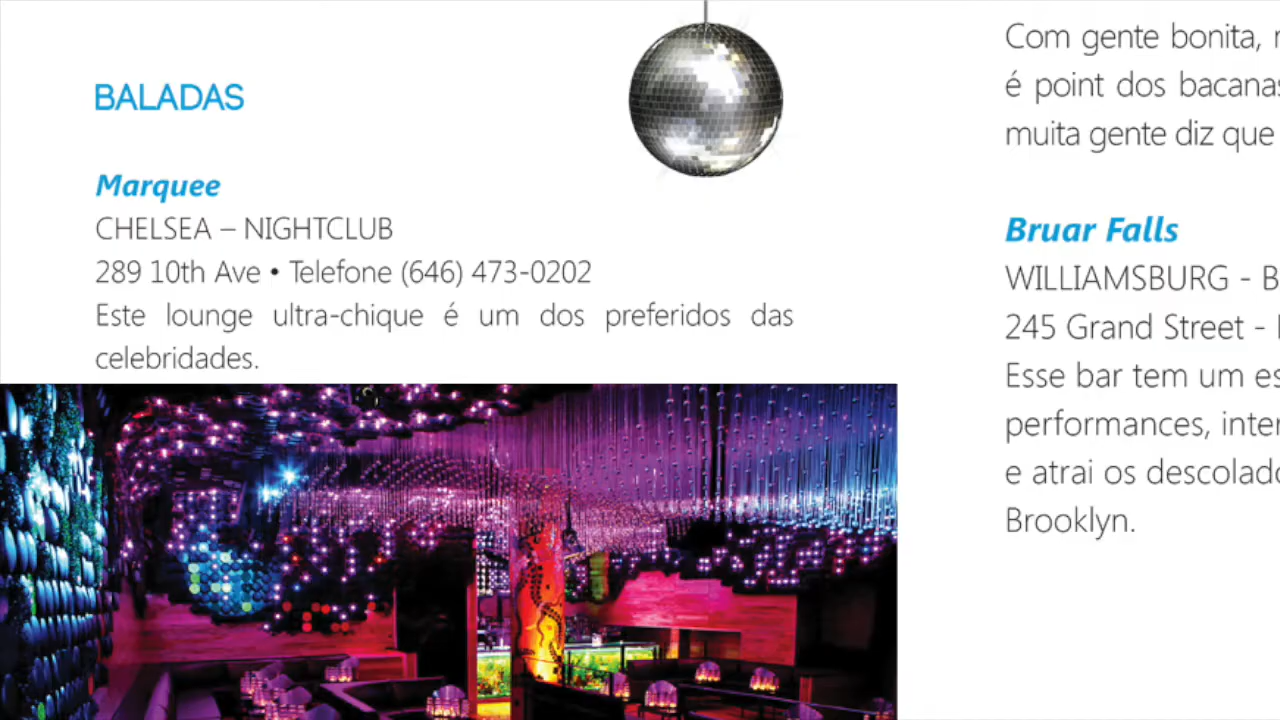 BALADAS
Marquee
CHELSEA – NIGHTCLUB
289 10th Ave • Telefone (646) 473-0202
Este lounge ultra-chique é um dos preferidos das
celebridades.
Com gente bonita,
é point dos bacanas
muita gente diz que
Bruar Falls
WILLIAMSBURG - B
245 Grand Street -
Esse bar tem um
performances,
e atrai os
Brooklyn.